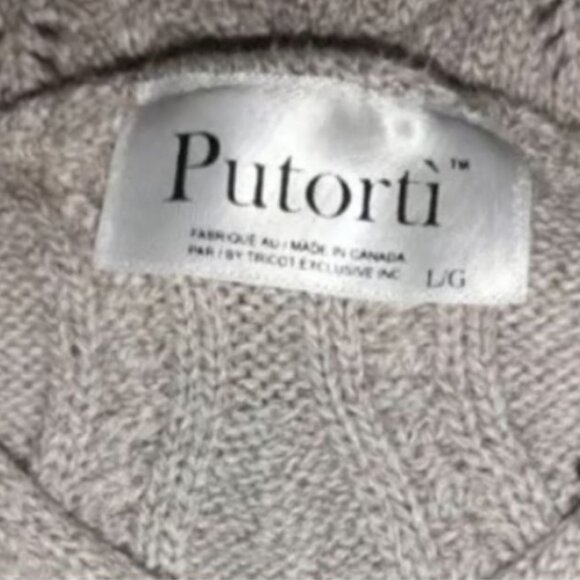 Putortì™
FABRIQUÉ AU / MADE IN CANADA
PAR / BY TRICOT EXCLUSIVE INC
L/G